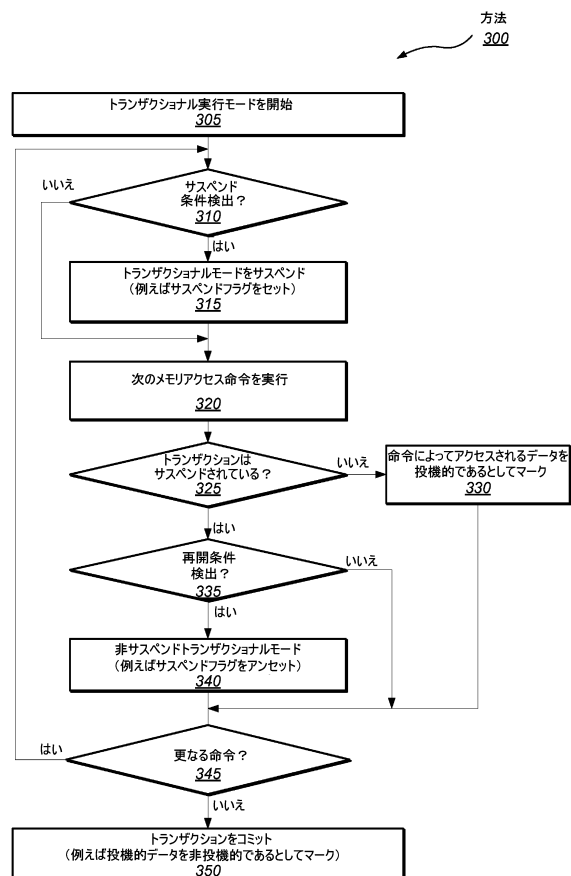 方法
300
トランザクショナル実行モードを開始
305
いいえ
サスペンド
条件検出？
310
はい
トランザクショナルモードをサスペンド
（例えばサスペンドフラグをセット）
315
次のメモリアクセス命令を実行
320
トランザクションは
サスペンドされている？
325
いいえ
命令によってアクセスされるデータを
投機的であるとしてマーク
330
はい
再開条件
検出？
335
いいえ
はい
非サスペンドトランザクショナルモード
（例えばサスペンドフラグをアンセット）
340
はい
更なる命令？
345
いいえ
トランザクションをコミット
（例えば投機的データを非投機的であるとしてマーク）
350